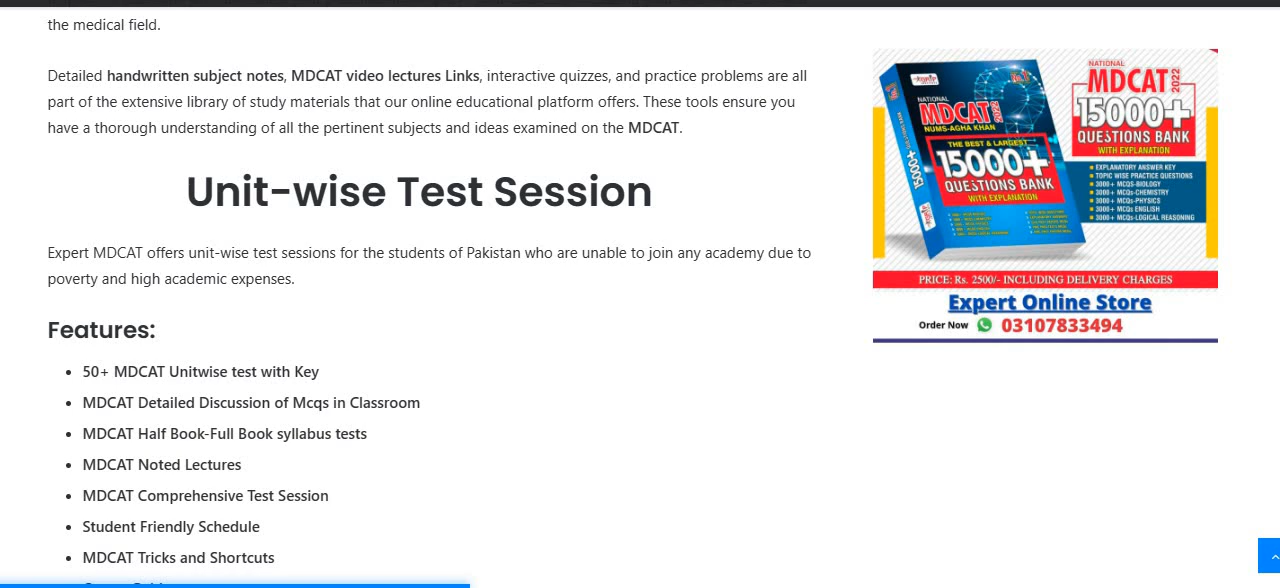 the medical field.
Detailed handwritten subject notes, MDCAT video lectures Links, interactive quizzes, and practice problems are all
part of the extensive library of study materials that our online educational platform offers. These tools ensure you
have a thorough understanding of all the pertinent subjects and ideas examined on the MDCAT.
Unit-wise Test Session
Expert MDCAT offers unit-wise test sessions for the students of Pakistan who are unable to join any academy due to
poverty and high academic expenses.
Features:
50+ MDCAT Unitwise test with Key
MDCAT Detailed Discussion of Mcqs in Classroom
MDCAT Half Book-Full Book syllabus tests
MDCAT Noted Lectures
MDCAT Comprehensive Test Session
Student Friendly Schedule
MDCAT Tricks and Shortcuts
NATIONAL
MDCAT 2022
NUMS-AGHA KHAN
THE BEST & LARGEST
15000+
QUESTIONS BANK
WITH EXPLANATION
NATIONAL
MDCAT 2022
15000+
QUESTIONS BANK
WITH EXPLANATION
EXPLANATORY ANSWER KEY
TOPIC WISE PRACTICE QUESTIONS
3000+ MCQS-BIOLOGY
3000+ MCQs-CHEMISTRY
3000+ MCQs-PHYSICS
3000+ MCQs ENGLISH
3000+ MCQs-LOGICAL REASONING
PRICE: Rs. 2500/- INCLUDING DELIVERY CHARGES
Expert Online Store
Order Now 03107833494